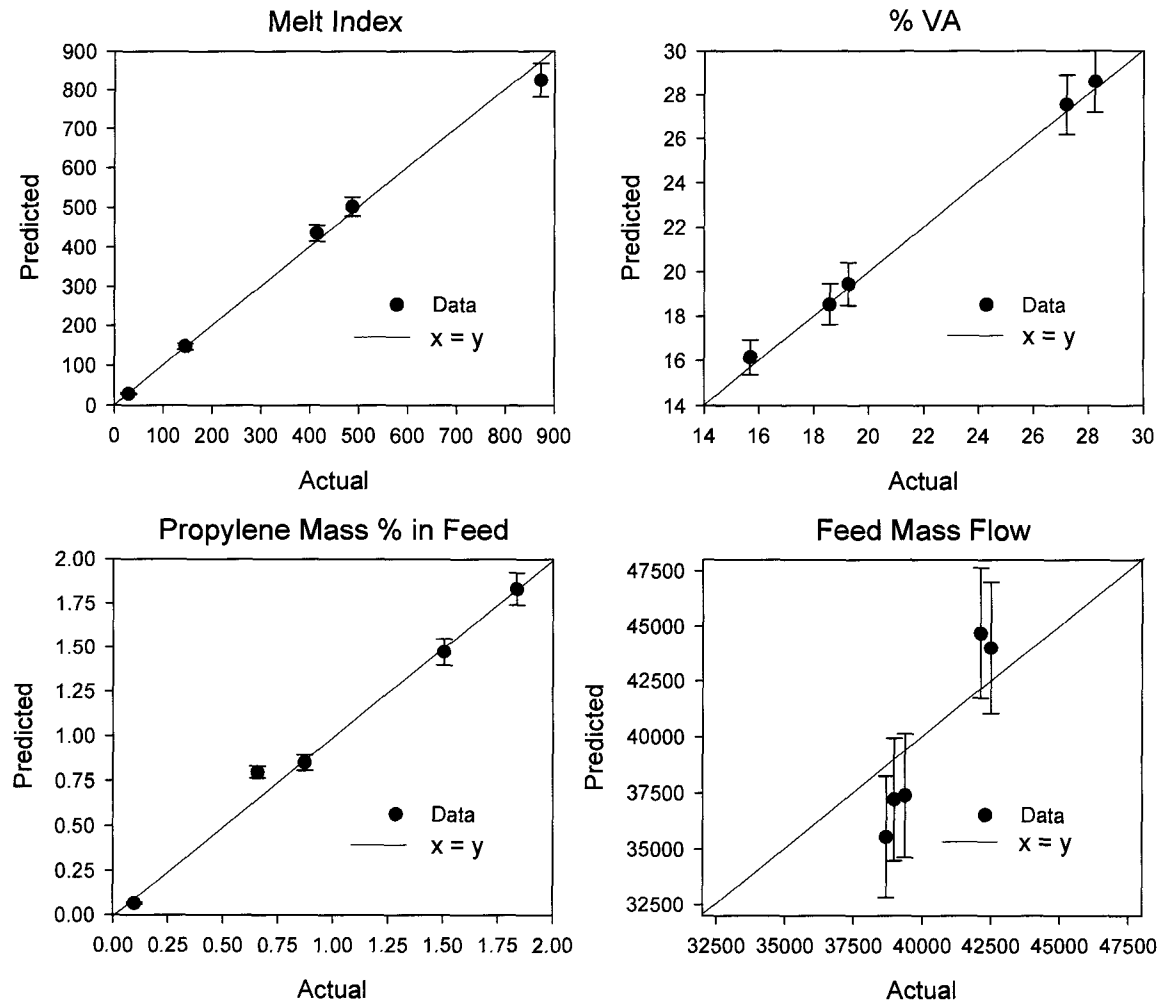 Melt Index
900
800
700
600
500
400
300
200
100
0
Predicted
Data
x = y
0 100 200 300 400 500 600 700 800 900
Actual
% VA
30
28
26
24
22
20
18
16
14
Predicted
Data
x = y
14 16 18 20 22 24 26 28 30
Actual
Propylene Mass % in Feed
2.00
1.75
1.50
1.25
1.00
0.75
0.50
0.25
0.00
Predicted
Data
x = y
0.00 0.25 0.50 0.75 1.00 1.25 1.50 1.75 2.00
Actual
Feed Mass Flow
47500
45000
42500
40000
37500
35000
32500
Predicted
Data
x = y
32500 35000 37500 40000 42500 45000 47500
Actual